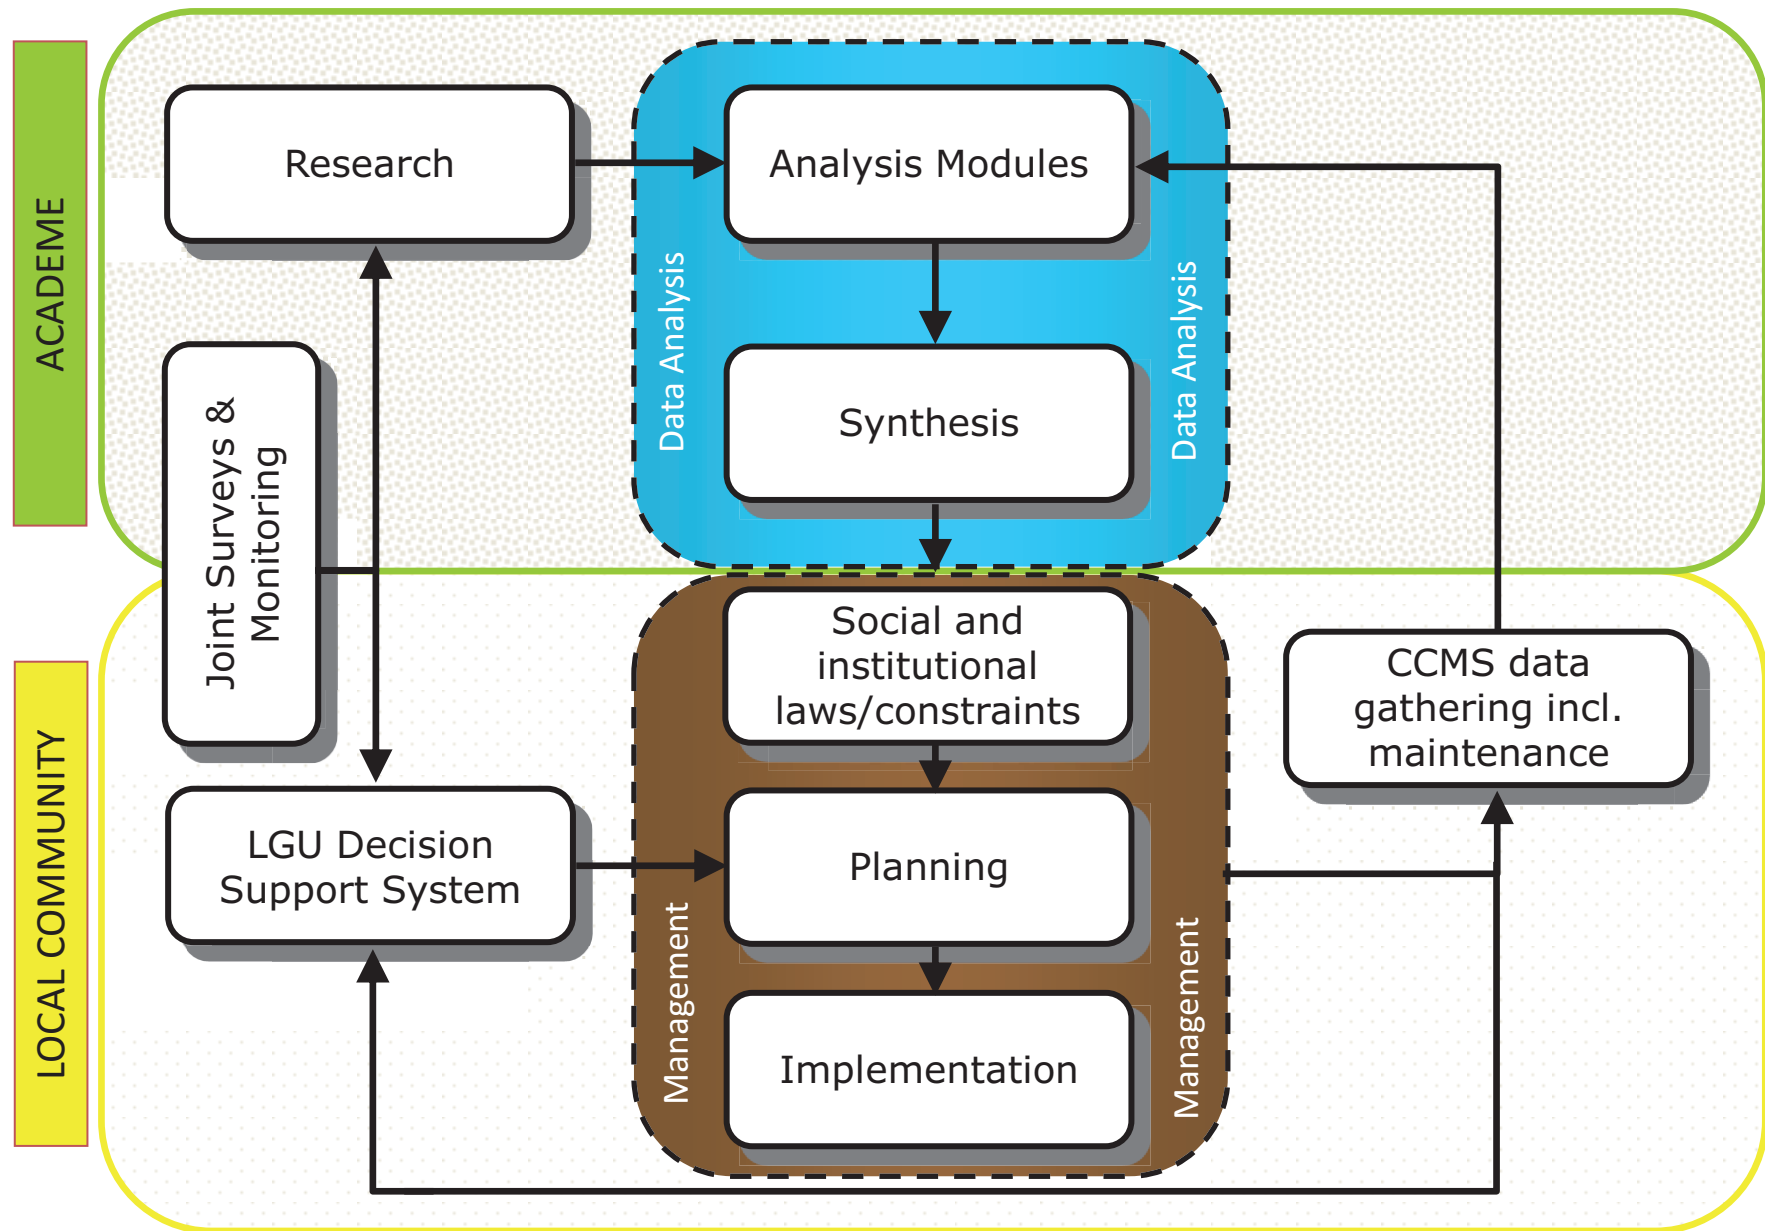 ACADEME
Research
Analysis Modules
Data Analysis
Data Analysis
Synthesis
Joint Surveys &
Monitoring
LOCAL COMMUNITY
Social and
institutional
laws/constraints
CCMS data
gathering incl.
maintenance
LGU Decision
Support System
Planning
Management
Management
Implementation